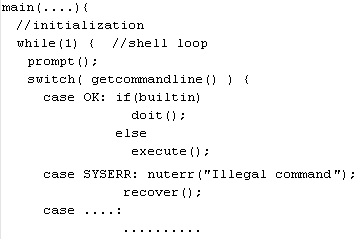 main(....){
//initialization
while(1) {  //shell loop
prompt();
switch( getcommandline() ) {
case OK: if(builtin)
doit();
else
execute();
case SYSERR: nuterr("Illegal command");
recover();
case ....:
..........